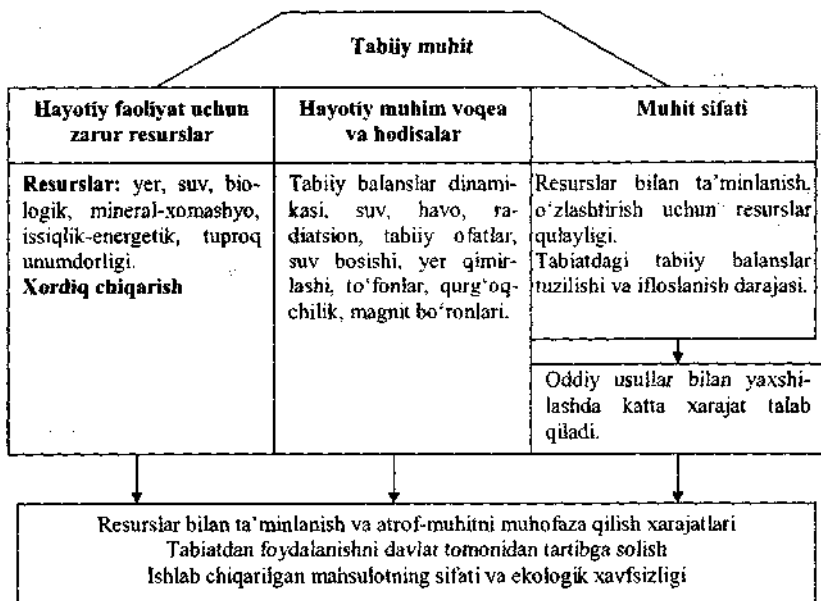 Tabiiy muhit
Hayotiy faoliyat uchun
zarur resurslar
Resurslar: yer, suv, bio-
logik, mineral-xomashyo,
issiqlik-energetik, tuproq
unumdorligi.
Xordiq chiqarish
Hayotiy muhim voqea
va hodisalar
Tabiiy balanslar dinami-
kasi, suv, havo, ra-
diatsion, tabiiy ofatlar,
suv bosishi, yer qimir-
lashi, to‘fonlar, qurg‘oq-
chilik, magnit bo‘ronlari.
Muhit sifati
Resurslar bilan ta’minlanish,
o‘zlashtirish uchun resurslar
qulayligi.
Tabiatdagi tabiiy balanslar
tuzilishi va ifloslanish darajasi.
Oddiy usullar bilan yaxshi-
lashda katta xarajat talab
qiladi.
Resurslar bilan ta’minlanish va atrof-muhitni muhofaza qilish xarajatlari
Tabiatdan foydalanishni davlat tomonidan tartibga solish
Ishlab chiqarilgan mahsulotning sifati va ekologik xavfsizligi